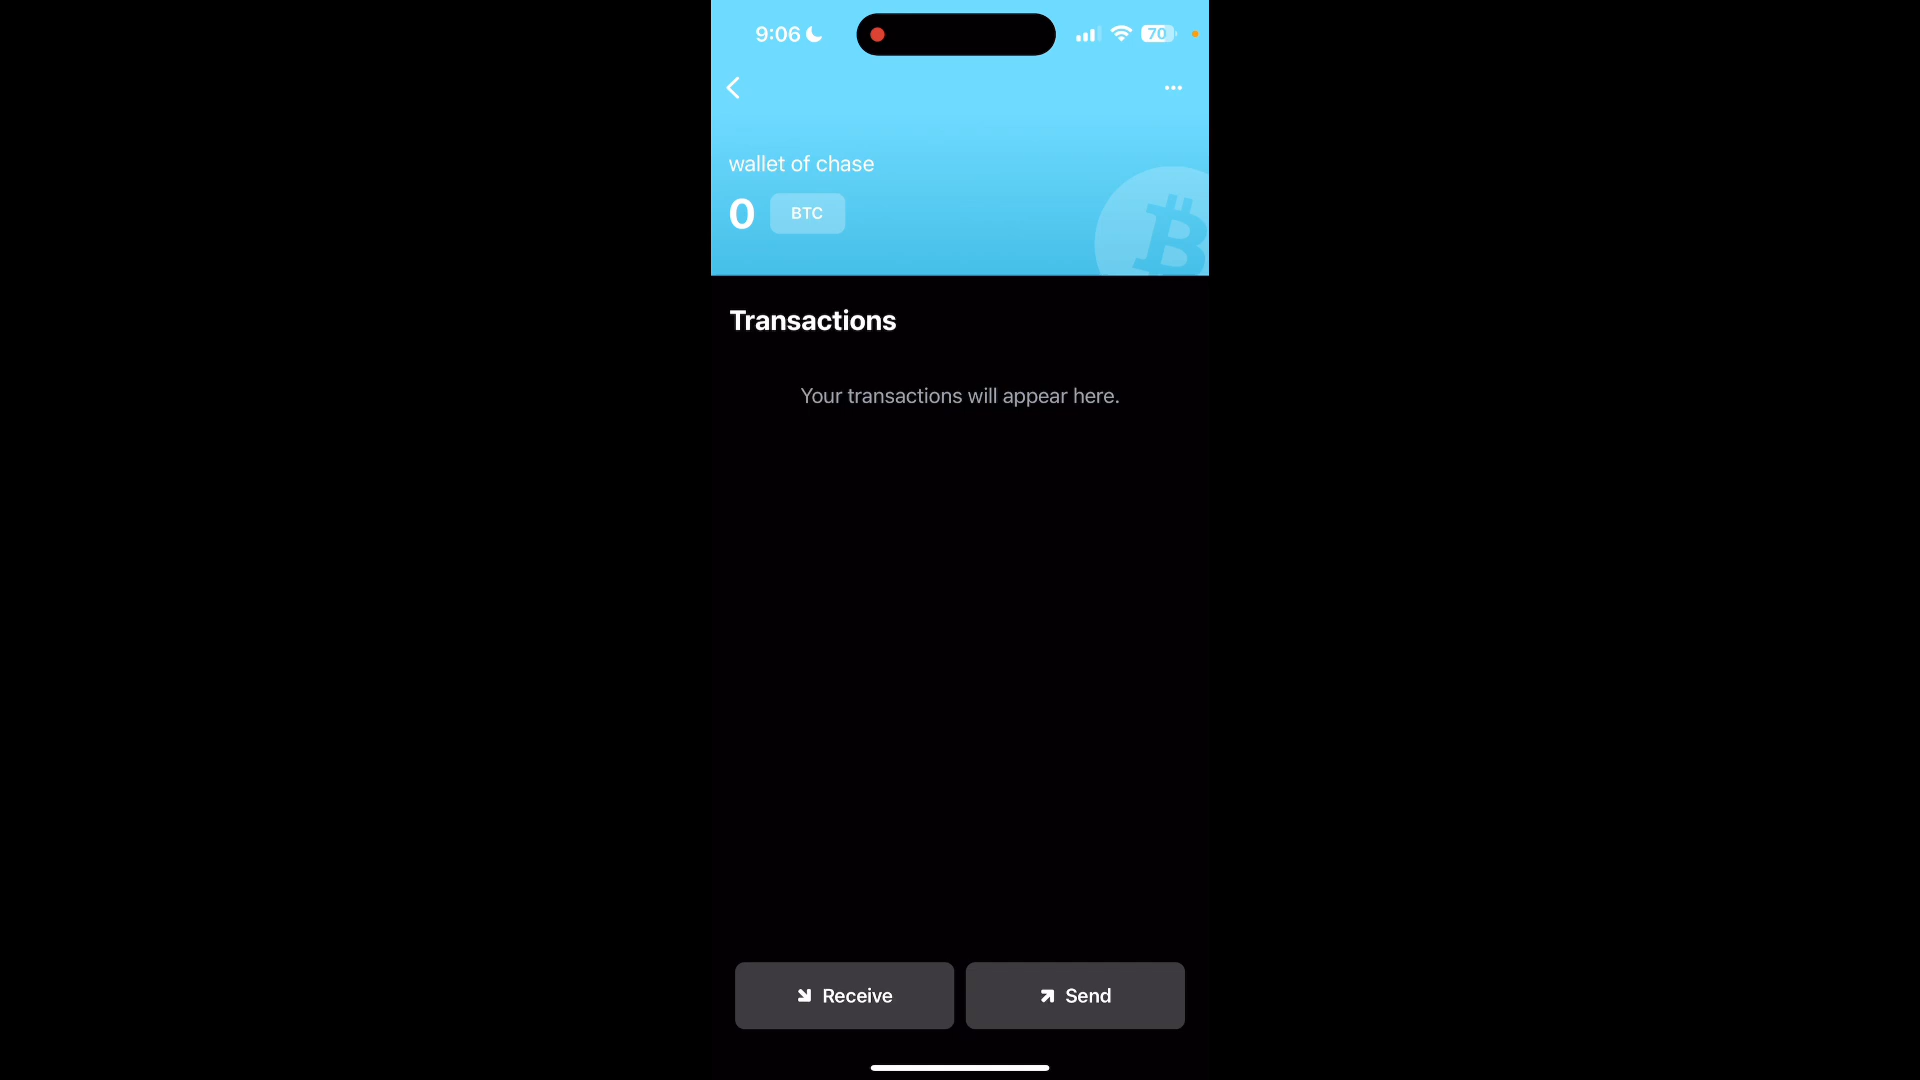 9:06
70
wallet of chase
0 BTC
Transactions
Your transactions will appear here.
Receive
Send